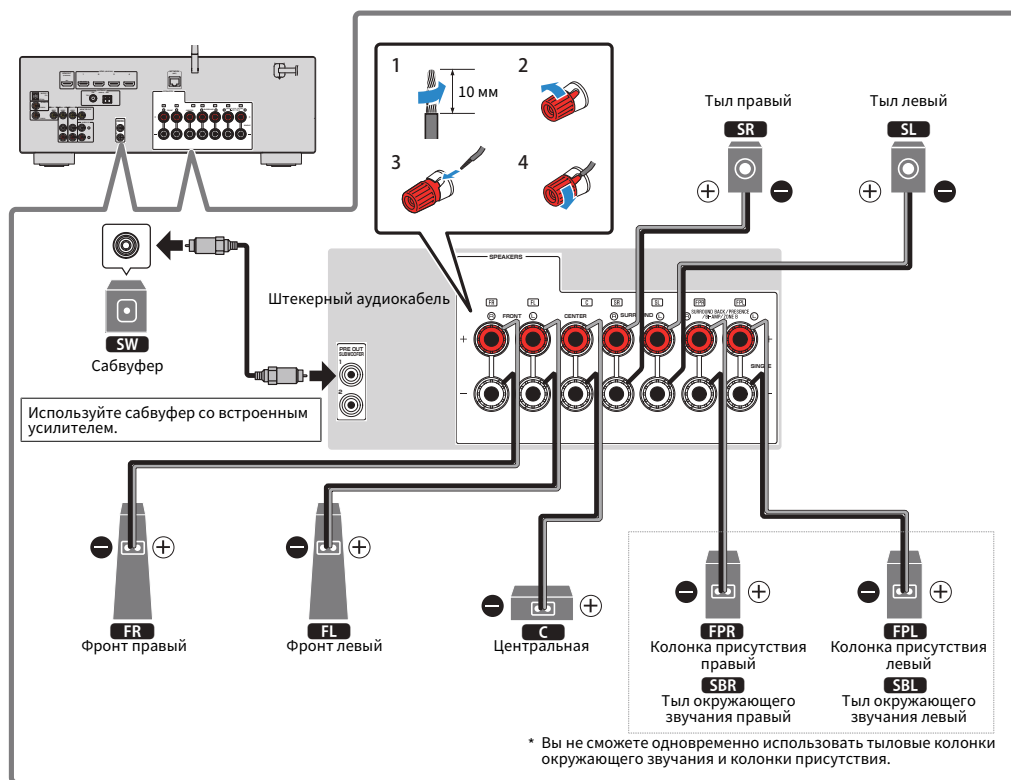 1
10 мм
2
3
4
Тыл правый
SR
Тыл левый
SL
SW
Сабвуфер
Штекерный аудиокабель
Используйте сабвуфер со встроенным
усилителем.
PRE OUT
SUBWOOFER
1
2
SPEAKERS
FR FL C SR SL FPR FPL
R FRONT L CENTER R SURROUND L R SURROUND BACK / PRESENCE L
/ BI-AMP / ZONE B
+ +
SINGLE
−
FR
Фронт правый
FL
Фронт левый
C
Центральная
FPR
Колонка присутствия
правый
SBR
Тыл окружающего
звучания правый
FPL
Колонка присутствия
левый
SBL
Тыл окружающего
звучания левый
* Вы не сможете одновременно использовать тыловые колонки
окружающего звучания и колонки присутствия.